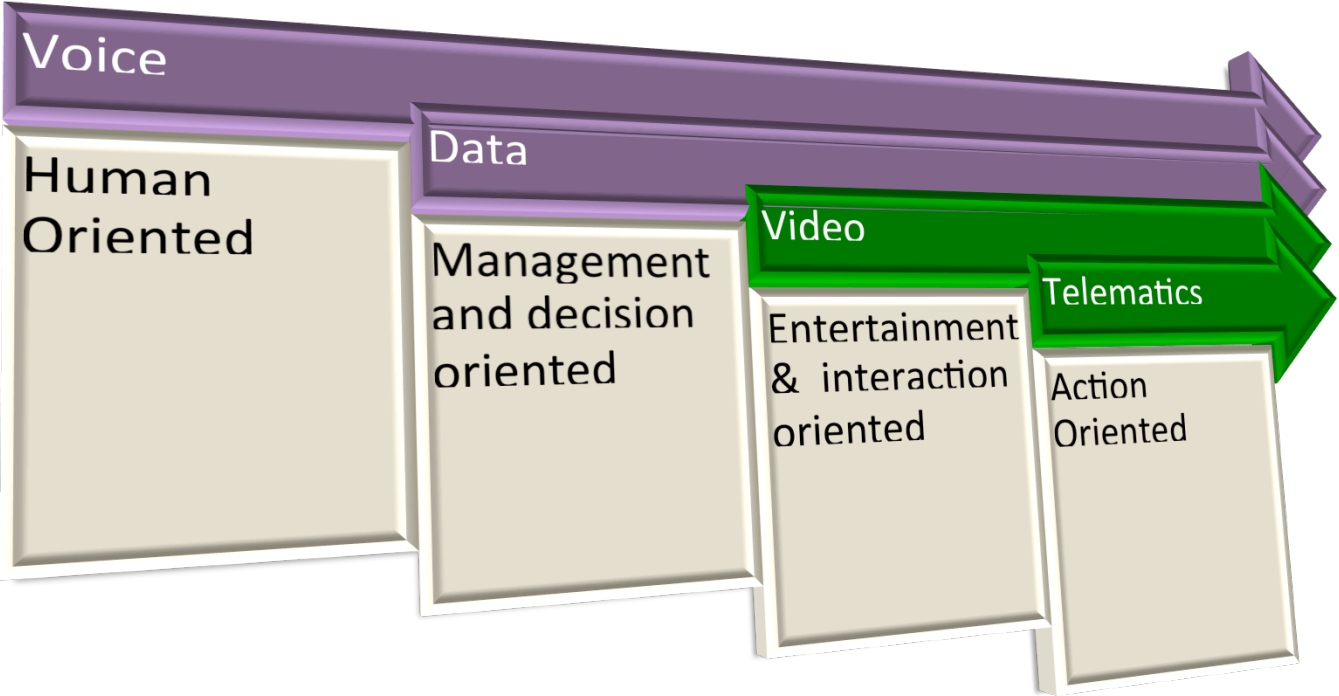 Voice
Human
Oriented
Data
Management
and decision
oriented
Video
Entertainment
& interaction
oriented
Telematics
Action
Oriented